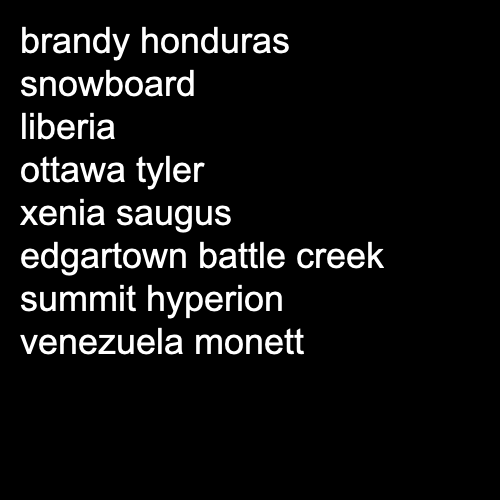 brandy honduras
snowboard
liberia
ottawa tyler
xenia saugus
edgartown battle creek
summit hyperion
venezuela monett